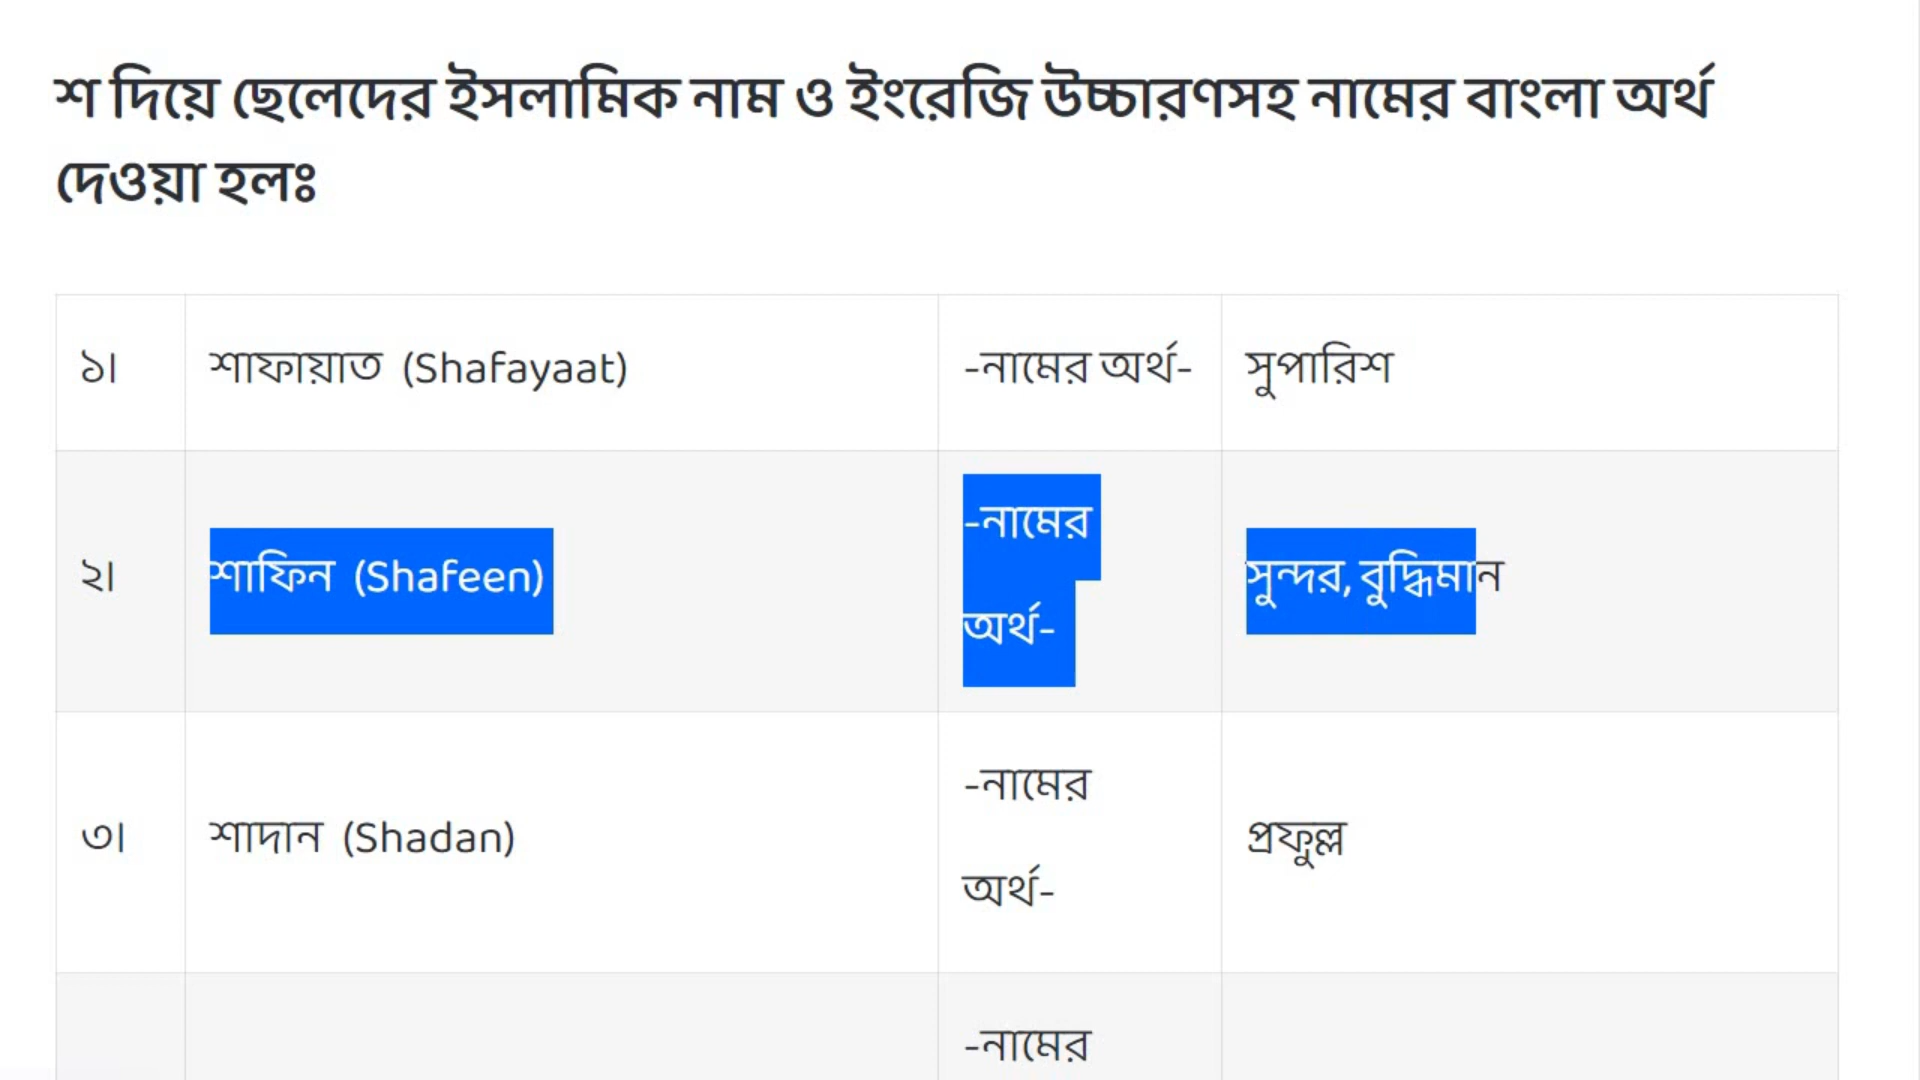 শ দিয়ে ছেলেদের ইসলামিক নাম ও ইংরেজি উচ্চারণসহ নামের বাংলা অর্থ
দেওয়া হলঃ
১। শাফায়াত (Shafayaat) -নামের অর্থ- সুপারিশ
২। শাফিন (Shafeen) -নামের
অর্থ- সুন্দর, বুদ্ধিমান
৩। শাদান (Shadan) -নামের
অর্থ- প্রফুল্ল
-নামের